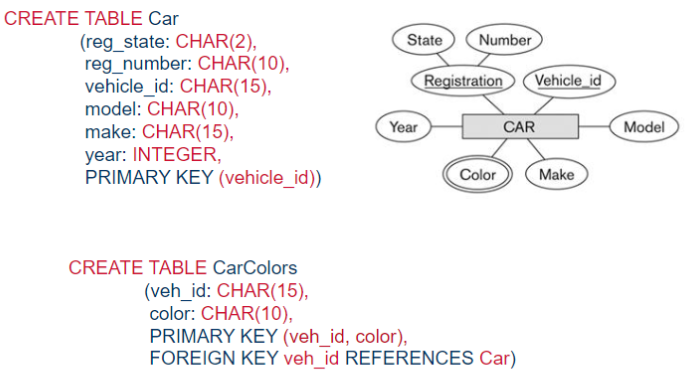 CREATE TABLE Car
(reg_state: CHAR(2),
reg_number: CHAR(10),
vehicle_id: CHAR(15),
model: CHAR(10),
make: CHAR(15),
year: INTEGER,
PRIMARY KEY (vehicle_id))
State
Number
Registration
Vehicle_id
Year
CAR
Model
Color
Make
CREATE TABLE CarColors
(veh_id: CHAR(15),
color: CHAR(10),
PRIMARY KEY (veh_id, color),
FOREIGN KEY veh_id REFERENCES Car)